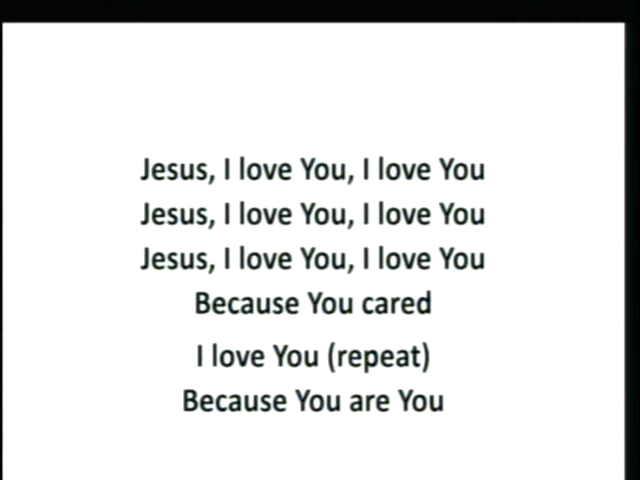 Jesus, I love You, I love You
Jesus, I love You, I love You
Jesus, I love You, I love You
Because You cared
I love You (repeat)
Because You are You